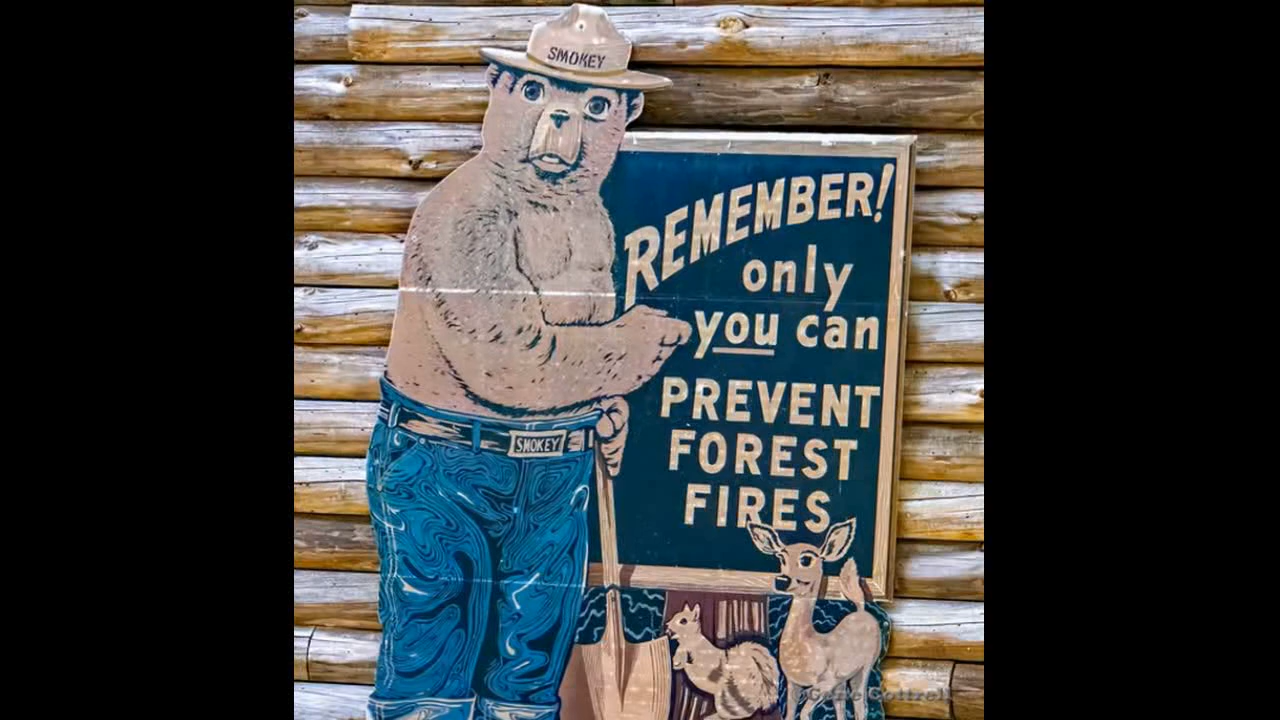 SMOKEY
REMEMBER!
only
you can
PREVENT
FOREST
FIRES
SMOKEY